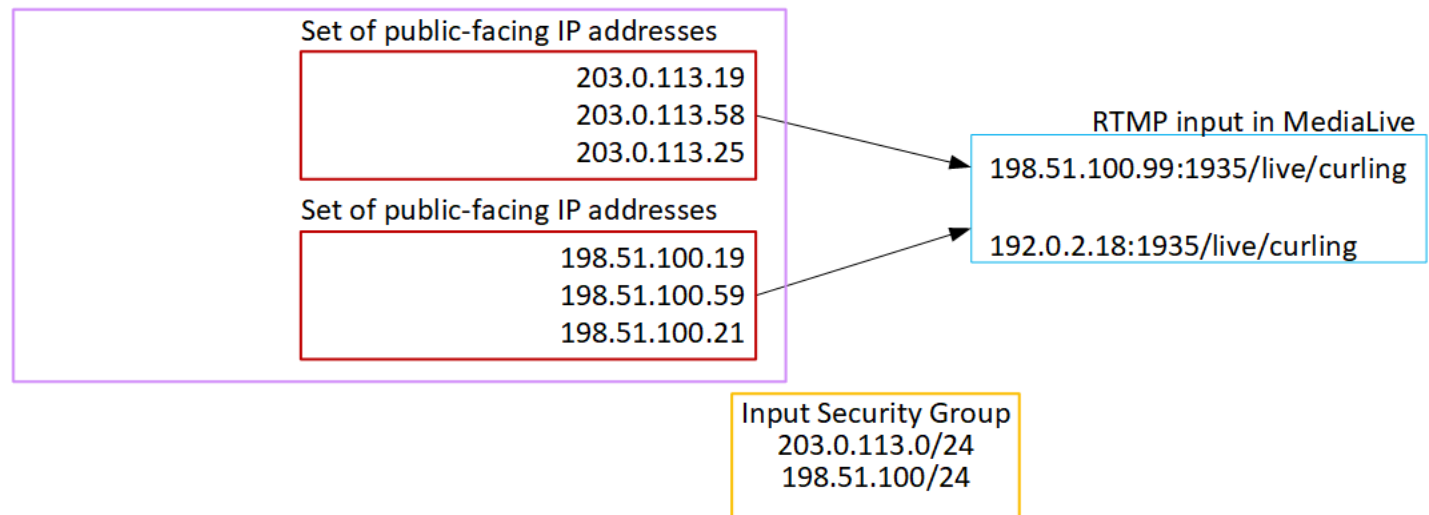 Set of public-facing IP addresses
203.0.113.19
203.0.113.58
203.0.113.25
Set of public-facing IP addresses
198.51.100.19
198.51.100.59
198.51.100.21
RTMP input in MediaLive
198.51.100.99:1935/live/curling
192.0.2.18:1935/live/curling
Input Security Group
203.0.113.0/24
198.51.100/24